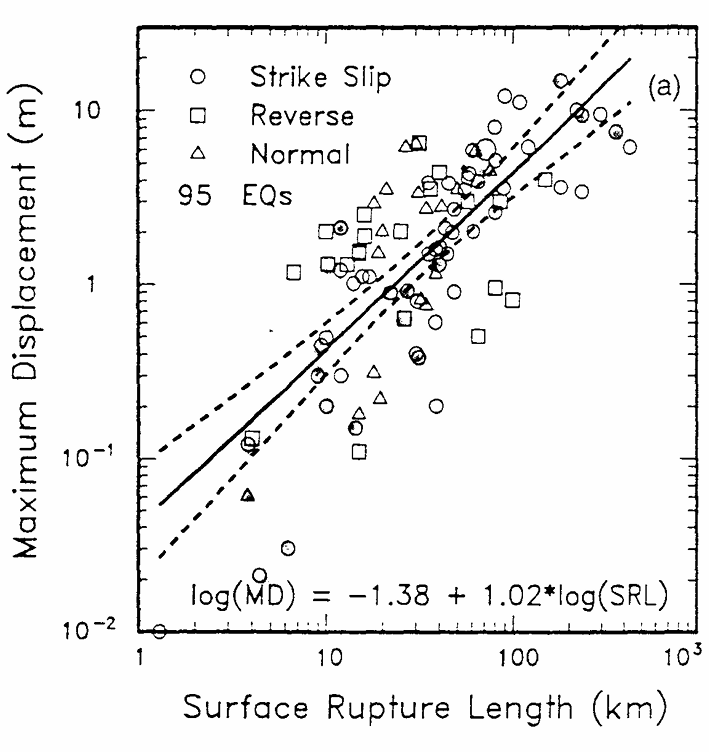 (a)
Strike Slip
Reverse
Normal
95 EQs
Maximum Displacement (m)
10
1
10⁻¹
10⁻²
log(MD) = −1.38 + 1.02*log(SRL)
1 10 100 10³
Surface Rupture Length (km)